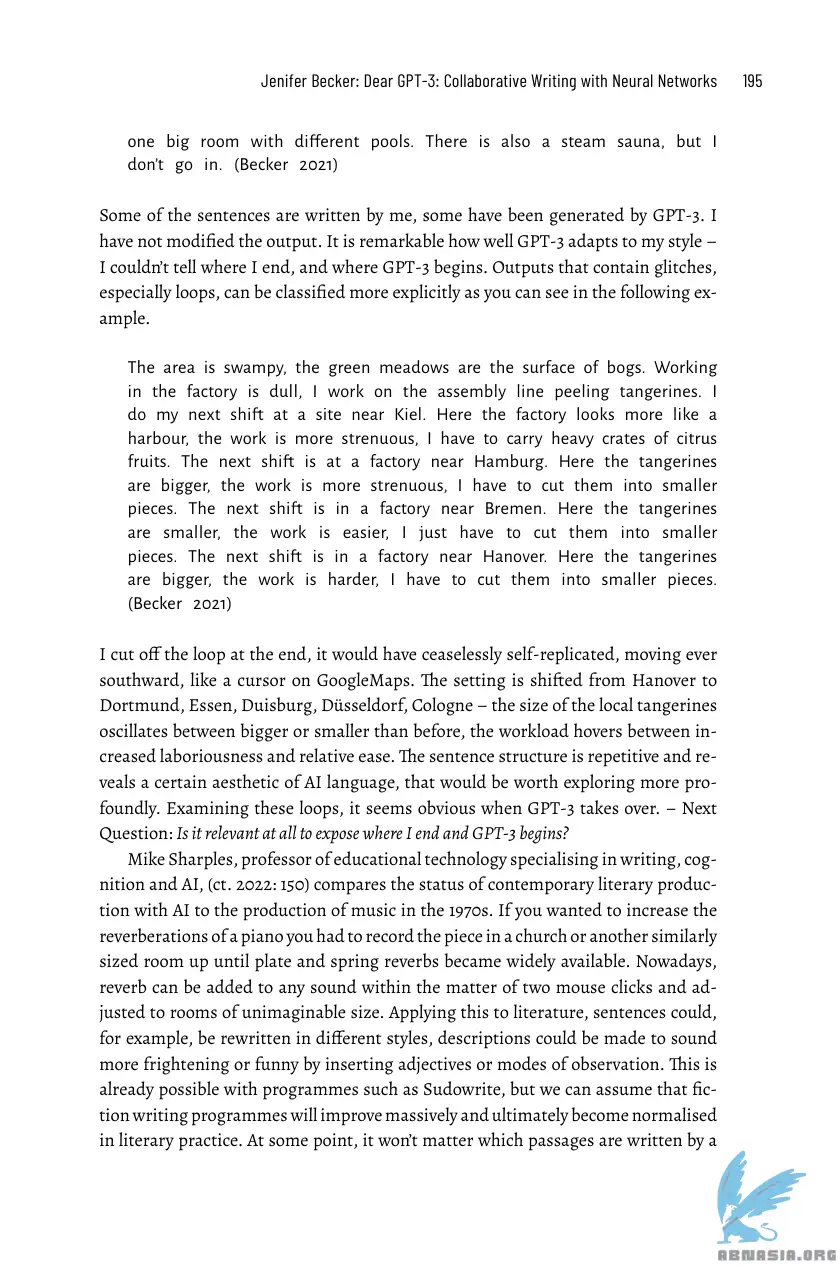 Jenifer Becker: Dear GPT-3: Collaborative Writing with Neural Networks 195
one big room with different pools. There is also a steam sauna, but I
don't go in. (Becker 2021)
Some of the sentences are written by me, some have been generated by GPT-3. I
have not modified the output. It is remarkable how well GPT-3 adapts to my style –
I couldn't tell where I end, and where GPT-3 begins. Outputs that contain glitches,
especially loops, can be classified more explicitly as you can see in the following ex-
ample.
The area is swampy, the green meadows are the surface of bogs. Working
in the factory is dull, I work on the assembly line peeling tangerines. I
do my next shift at a site near Kiel. Here the factory looks more like a
harbour, the work is more strenuous, I have to carry heavy crates of citrus
fruits. The next shift is at a factory near Hamburg. Here the tangerines
are bigger, the work is more strenuous, I have to cut them into smaller
pieces. The next shift is in a factory near Bremen. Here the tangerines
are smaller, the work is easier, I just have to cut them into smaller
pieces. The next shift is in a factory near Hanover. Here the tangerines
are bigger, the work is harder, I have to cut them into smaller pieces.
(Becker 2021)
I cut off the loop at the end, it would have ceaselessly self-replicated, moving ever
southward, like a cursor on GoogleMaps. The setting is shifted from Hanover to
Dortmund, Essen, Duisburg, Düsseldorf, Cologne – the size of the local tangerines
oscillates between bigger or smaller than before, the workload hovers between in-
creased laboriousness and relative ease. The sentence structure is repetitive and re-
veals a certain aesthetic of AI language, that would be worth exploring more pro-
foundly. Examining these loops, it seems obvious when GPT-3 takes over. – Next
Question: Is it relevant at all to expose where I end and GPT-3 begins?
Mike Sharples, professor of educational technology specialising in writing, cog-
nition and AI, (ct. 2022: 150) compares the status of contemporary literary produc-
tion with AI to the production of music in the 1970s. If you wanted to increase the
reverberations of a piano you had to record the piece in a church or another similarly
sized room up until plate and spring reverbs became widely available. Nowadays,
reverb can be added to any sound within the matter of two mouse clicks and ad-
justed to rooms of unimaginable size. Applying this to literature, sentences could,
for example, be rewritten in different styles, descriptions could be made to sound
more frightening or funny by inserting adjectives or modes of observation. This is
already possible with programmes such as Sudowrite, but we can assume that fic-
tion writing programmes will improve massively and ultimately become normalised
in literary practice. At some point, it won't matter which passages are written by a
ABNASIA.ORG